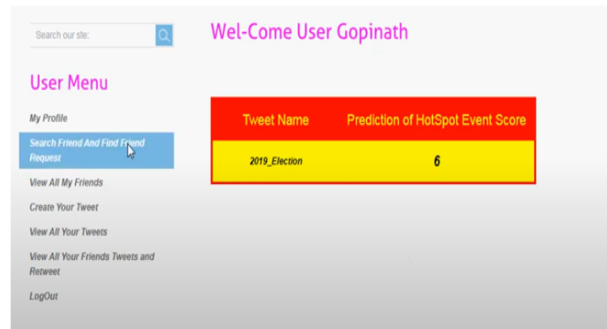 Search our ste:
Wel-Come User Gopinath
User Menu
My Profile
Search Friend And Find Friend
Request
View All My Friends
Create Your Tweet
View All Your Tweets
View All Your Friends Tweets and
Retweet
LogOut
Tweet Name Prediction of HotSpot Event Score
2019_Election 6